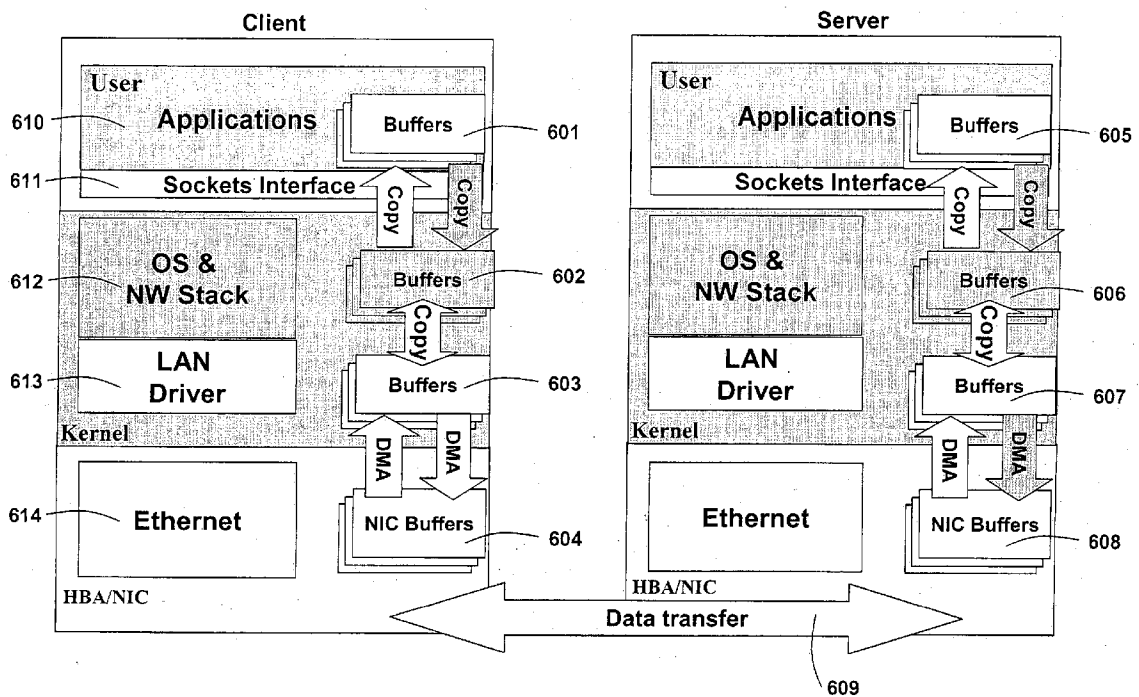 Client
User
Applications
Buffers
Sockets Interface
Copy
Copy
OS &
NW Stack
Buffers
Copy
LAN
Driver
Buffers
Kernel
DMA
DMA
Ethernet
NIC Buffers
HBA/NIC
610
611
612
613
614
601
602
603
604
Server
User
Applications
Buffers
Sockets Interface
Copy
Copy
OS &
NW Stack
Buffers
Copy
LAN
Driver
Buffers
Kernel
DMA
DMA
Ethernet
NIC Buffers
HBA/NIC
605
606
607
608
Data transfer
609